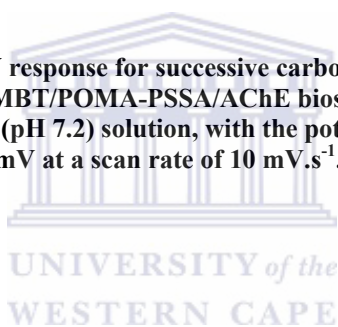 response for successive carbo
MBT/POMA-PSSA/AChE bios
(pH 7.2) solution, with the pot
mV at a scan rate of 10 mV.s⁻¹.
UNIVERSITY of the
WESTERN CAPE